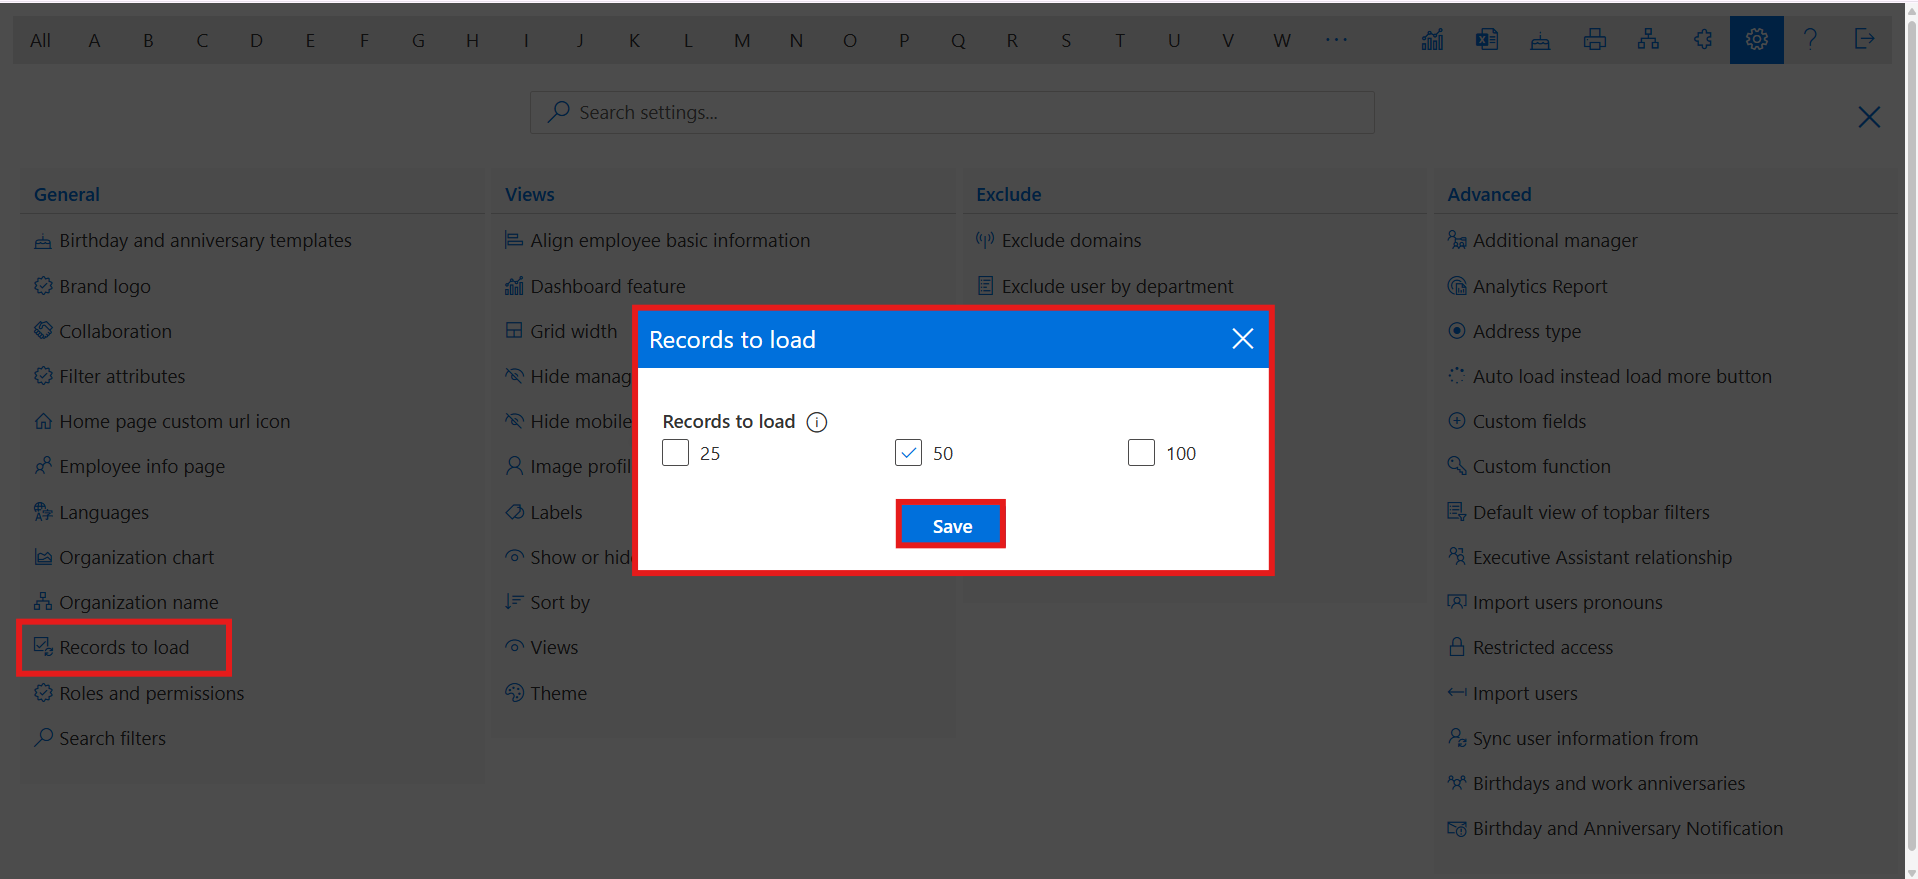 All A B C D E F G H I J K L M N O P Q R S T U V W ...
Search settings...
General
Birthday and anniversary templates
Brand logo
Collaboration
Filter attributes
Home page custom url icon
Employee info page
Languages
Organization chart
Organization name
Records to load
Roles and permissions
Search filters
Views
Align employee basic information
Dashboard feature
Grid width
Hide manag
Hide mobile
Image profil
Labels
Show or hid
Sort by
Views
Theme
Exclude
Exclude domains
Exclude user by department
Records to load
Records to load
25 50 100
Save
Advanced
Additional manager
Analytics Report
Address type
Auto load instead load more button
Custom fields
Custom function
Default view of topbar filters
Executive Assistant relationship
Import users pronouns
Restricted access
Import users
Sync user information from
Birthdays and work anniversaries
Birthday and Anniversary Notification